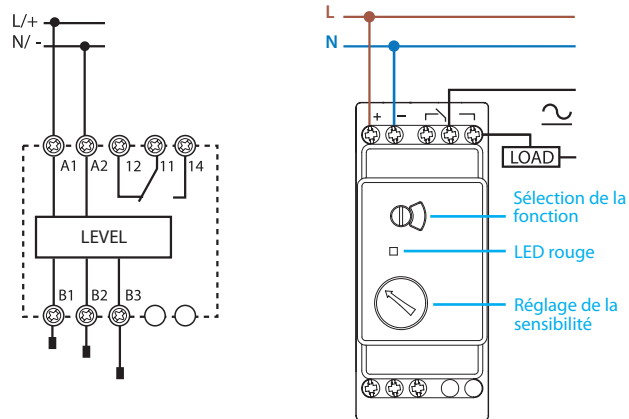 L/+
N/ -
A1 A2 12 11 14
LEVEL
B1 B2 B3
L
N
+ −
LOAD
Sélection de la
fonction
LED rouge
Réglage de la
sensibilité